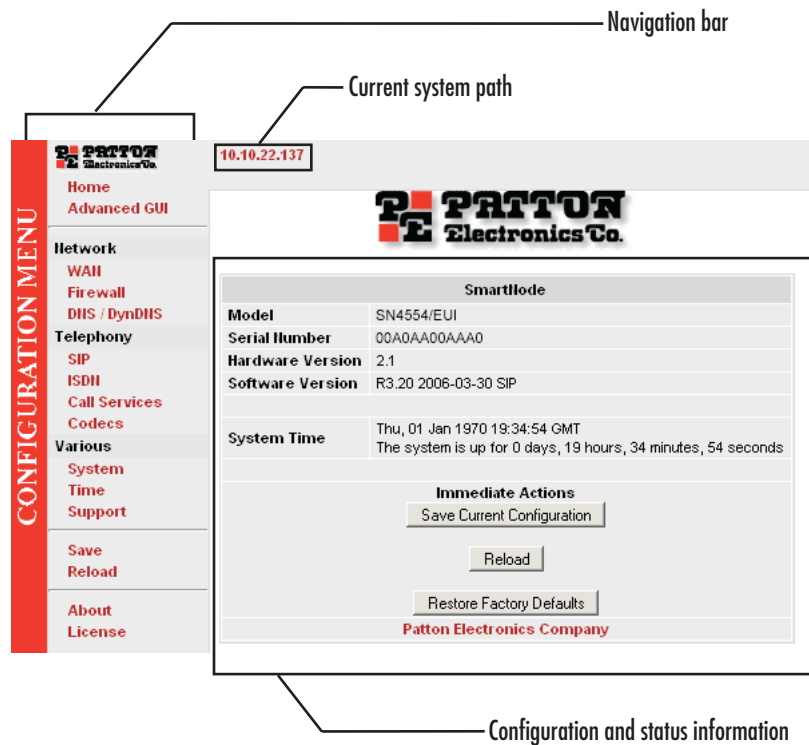 Navigation bar
Current system path
CONFIGURATION MENU
PE PATTON
Electronics Co.
Home
Advanced GUI
Network
WAN
Firewall
DNS / DynDNS
Telephony
SIP
ISDN
Call Services
Codecs
Various
System
Time
Support
Save
Reload
About
License
10.10.22.137
PE PATTON
Electronics Co.
SmartNode
Model SN4554/EUI
Serial Number 00A0AA00AAA0
Hardware Version 2.1
Software Version R3.20 2006-03-30 SIP
System Time Thu, 01 Jan 1970 19:34:54 GMT
The system is up for 0 days, 19 hours, 34 minutes, 54 seconds
Immediate Actions
Save Current Configuration
Reload
Restore Factory Defaults
Patton Electronics Company
Configuration and status information